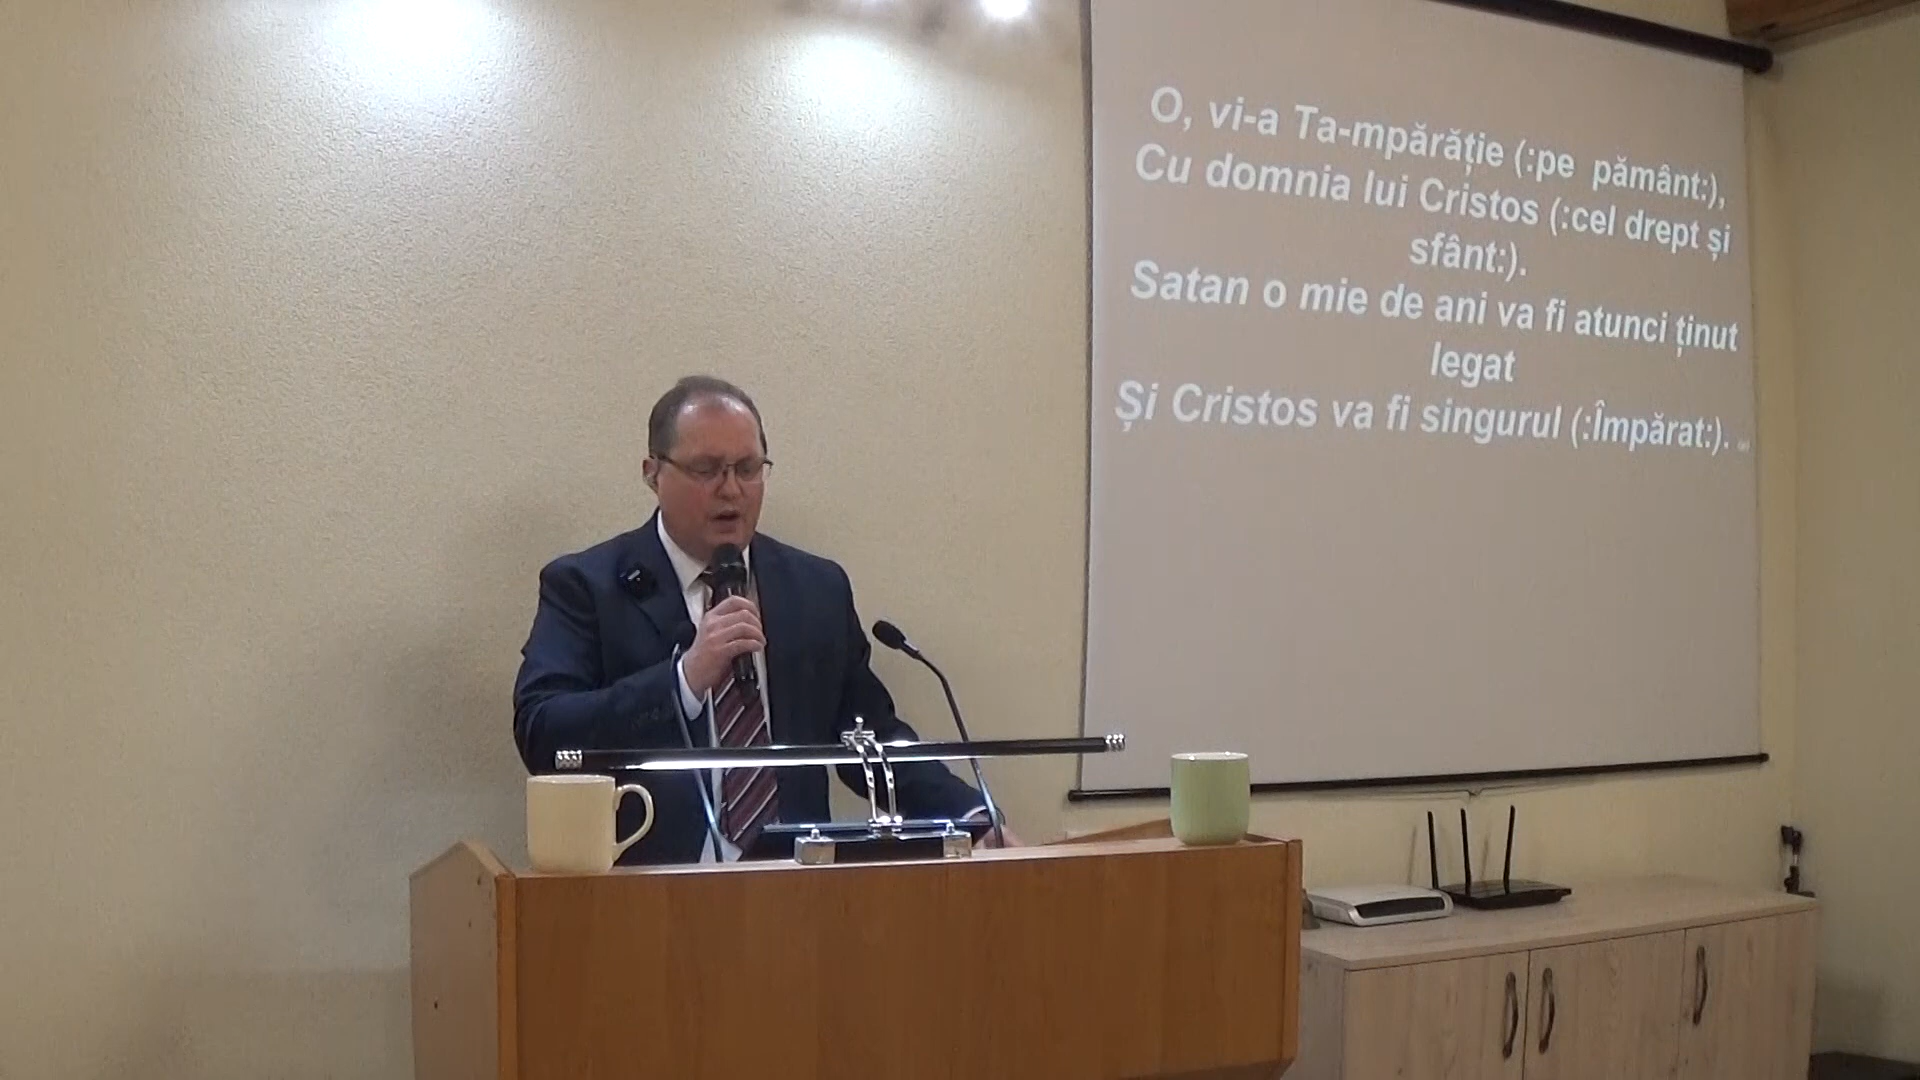 O, vi-a Ta-mpărăție (:pe pământ:),
Cu domnia lui Cristos (:cel drept și
sfânt:).
Satan o mie de ani va fi atunci ținut
legat
Și Cristos va fi singurul (:Împărat:).